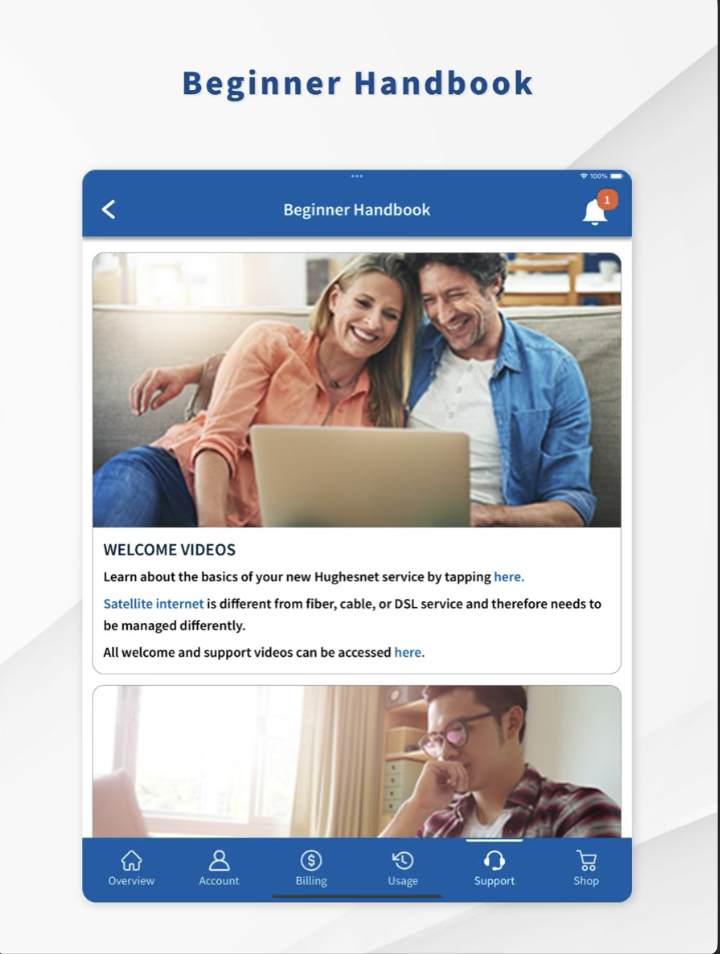 Beginner Handbook
100%
Beginner Handbook
1
WELCOME VIDEOS
Learn about the basics of your new Hughesnet service by tapping here.
Satellite internet is different from fiber, cable, or DSL service and therefore needs to
be managed differently.
All welcome and support videos can be accessed here.
Overview
Account
Billing
Usage
Support
Shop